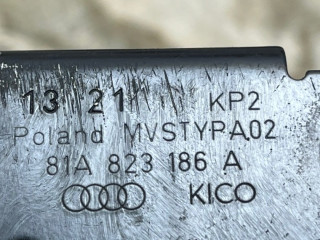 13 21 KP2
Poland MVSTYPA02
81A 823 186 A
KICO